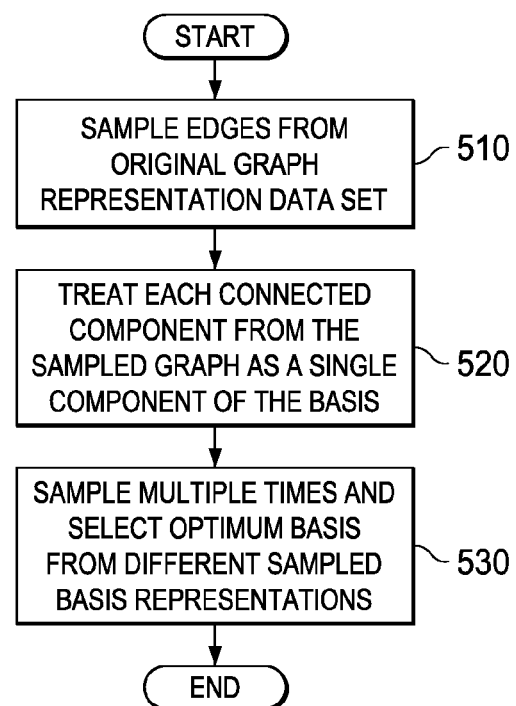 START
SAMPLE EDGES FROM
ORIGINAL GRAPH
REPRESENTATION DATA SET
510
TREAT EACH CONNECTED
COMPONENT FROM THE
SAMPLED GRAPH AS A SINGLE
COMPONENT OF THE BASIS
520
SAMPLE MULTIPLE TIMES AND
SELECT OPTIMUM BASIS
FROM DIFFERENT SAMPLED
BASIS REPRESENTATIONS
530
END